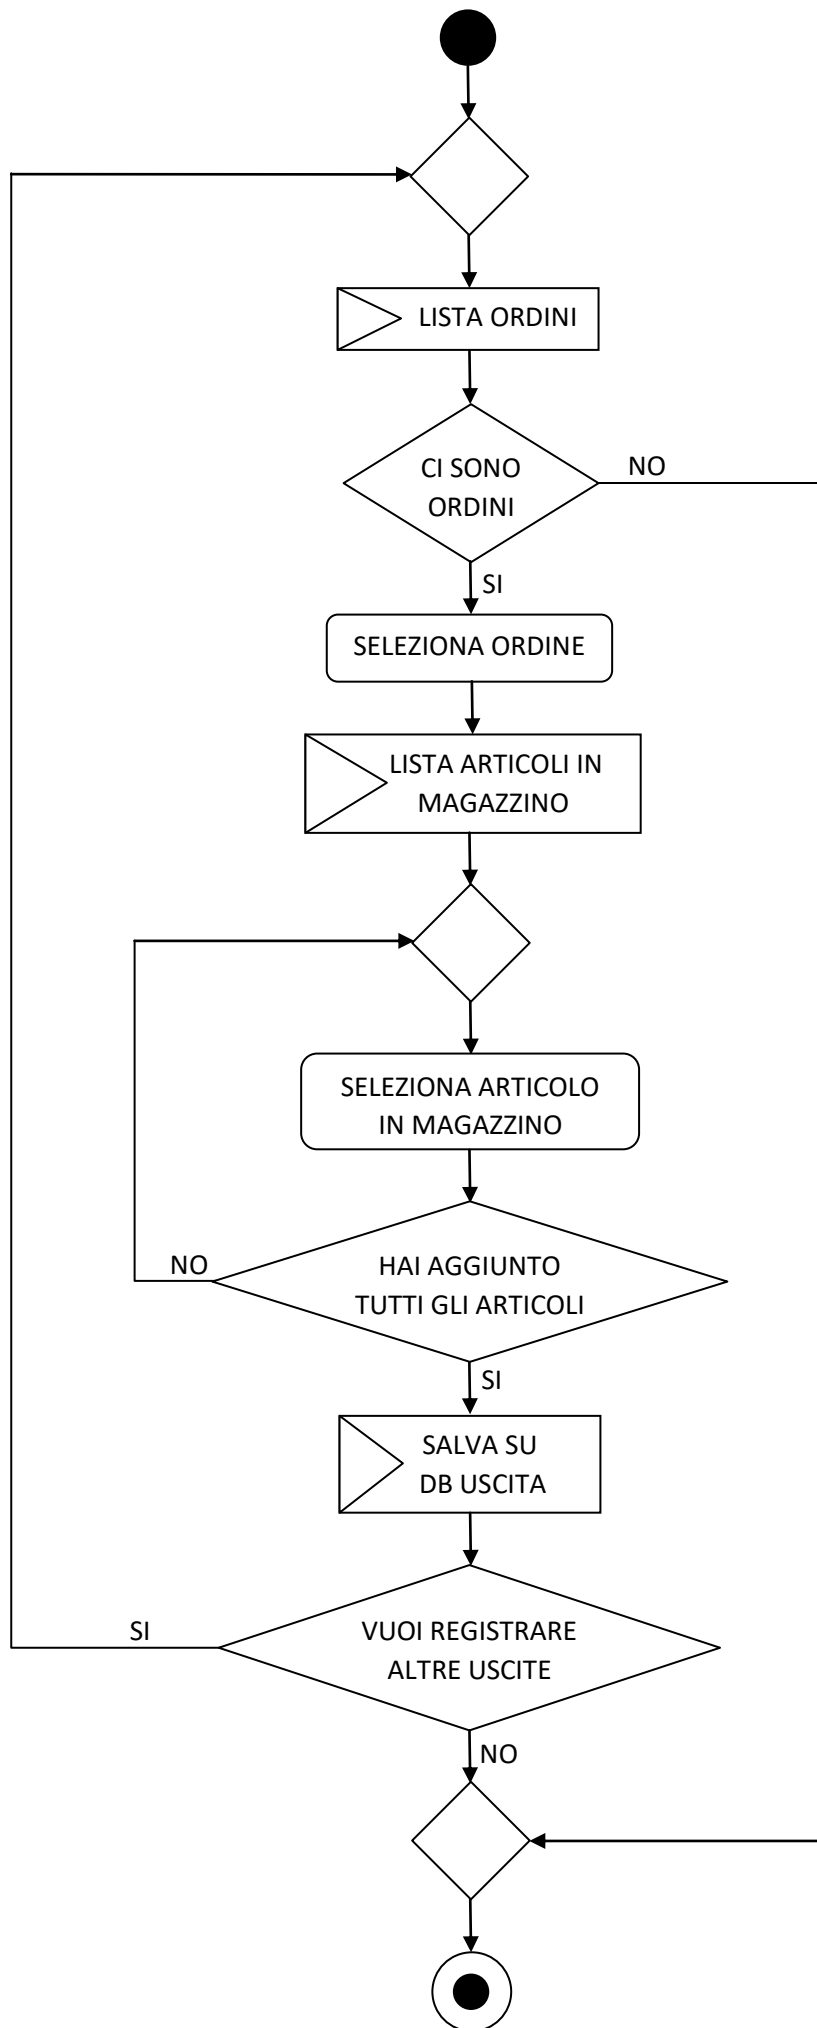 LISTA ORDINI
CI SONO
ORDINI
NO
SI
SELEZIONA ORDINE
LISTA ARTICOLI IN
MAGAZZINO
SELEZIONA ARTICOLO
IN MAGAZZINO
NO
HAI AGGIUNTO
TUTTI GLI ARTICOLI
SI
SALVA SU
DB USCITA
SI
VUOI REGISTRARE
ALTRE USCITE
NO